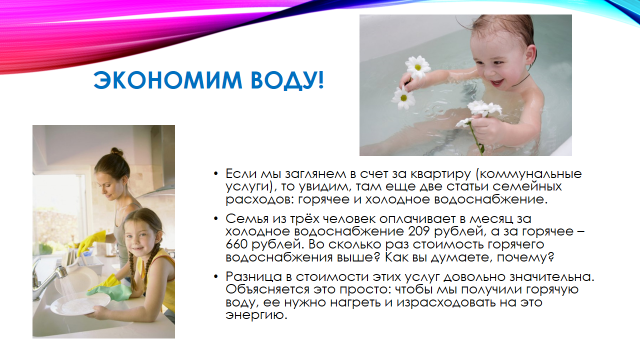 ЭКОНОМИМ ВОДУ!
• Если мы заглянем в счет за квартиру (коммунальные
услуги), то увидим, там еще две статьи семейных
расходов: горячее и холодное водоснабжение.
• Семья из трёх человек оплачивает в месяц за
холодное водоснабжение 209 рублей, а за горячее –
660 рублей. Во сколько раз стоимость горячего
водоснабжения выше? Как вы думаете, почему?
• Разница в стоимости этих услуг довольно значительна.
Объясняется это просто: чтобы мы получили горячую
воду, ее нужно нагреть и израсходовать на это
энергию.